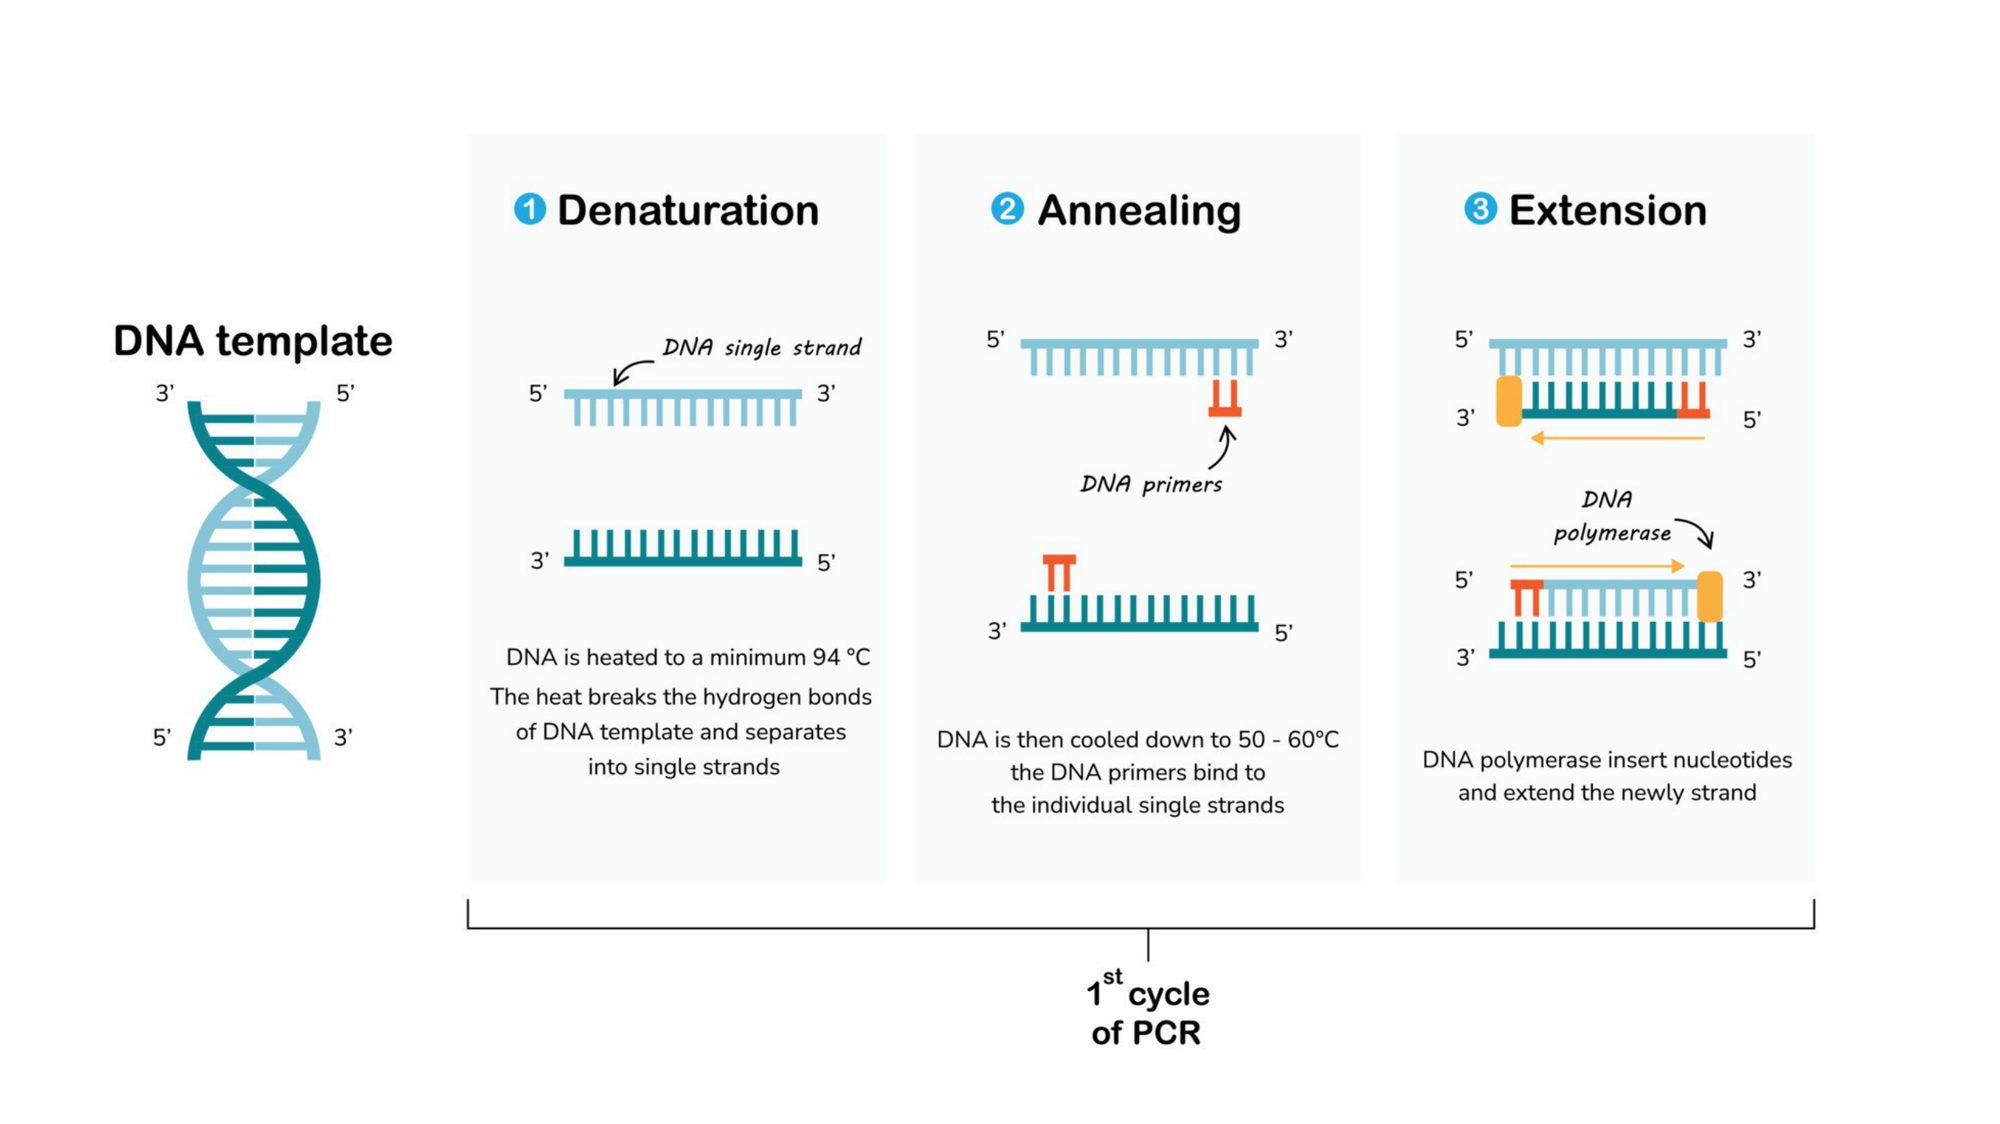 DNA template
3’
5’
5’
3’
1 Denaturation
DNA single strand
5’
3’
3’
5’
DNA is heated to a minimum 94 °C
The heat breaks the hydrogen bonds
of DNA template and separates
into single strands
2 Annealing
5’
3’
DNA primers
3’
5’
DNA is then cooled down to 50 - 60°C
the DNA primers bind to
the individual single strands
3 Extension
5’
3’
3’
5’
DNA
polymerase
5’
3’
3’
5’
DNA polymerase insert nucleotides
and extend the newly strand
1st cycle
of PCR